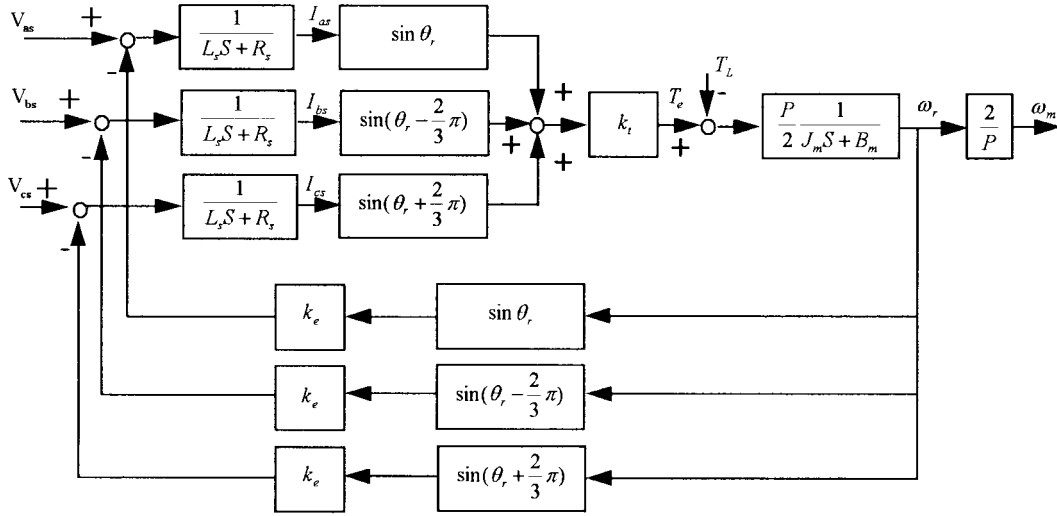 V_as + - 1/(L_s S + R_s) I_as sin θ_r
V_bs + - 1/(L_s S + R_s) I_bs sin(θ_r − 2/3 π)
V_cs + - 1/(L_s S + R_s) I_cs sin(θ_r + 2/3 π)
+ + + k_t T_e + T_L - P/2 1/(J_m S + B_m) ω_r 2/P ω_m
k_e sin θ_r
k_e sin(θ_r − 2/3 π)
k_e sin(θ_r + 2/3 π)